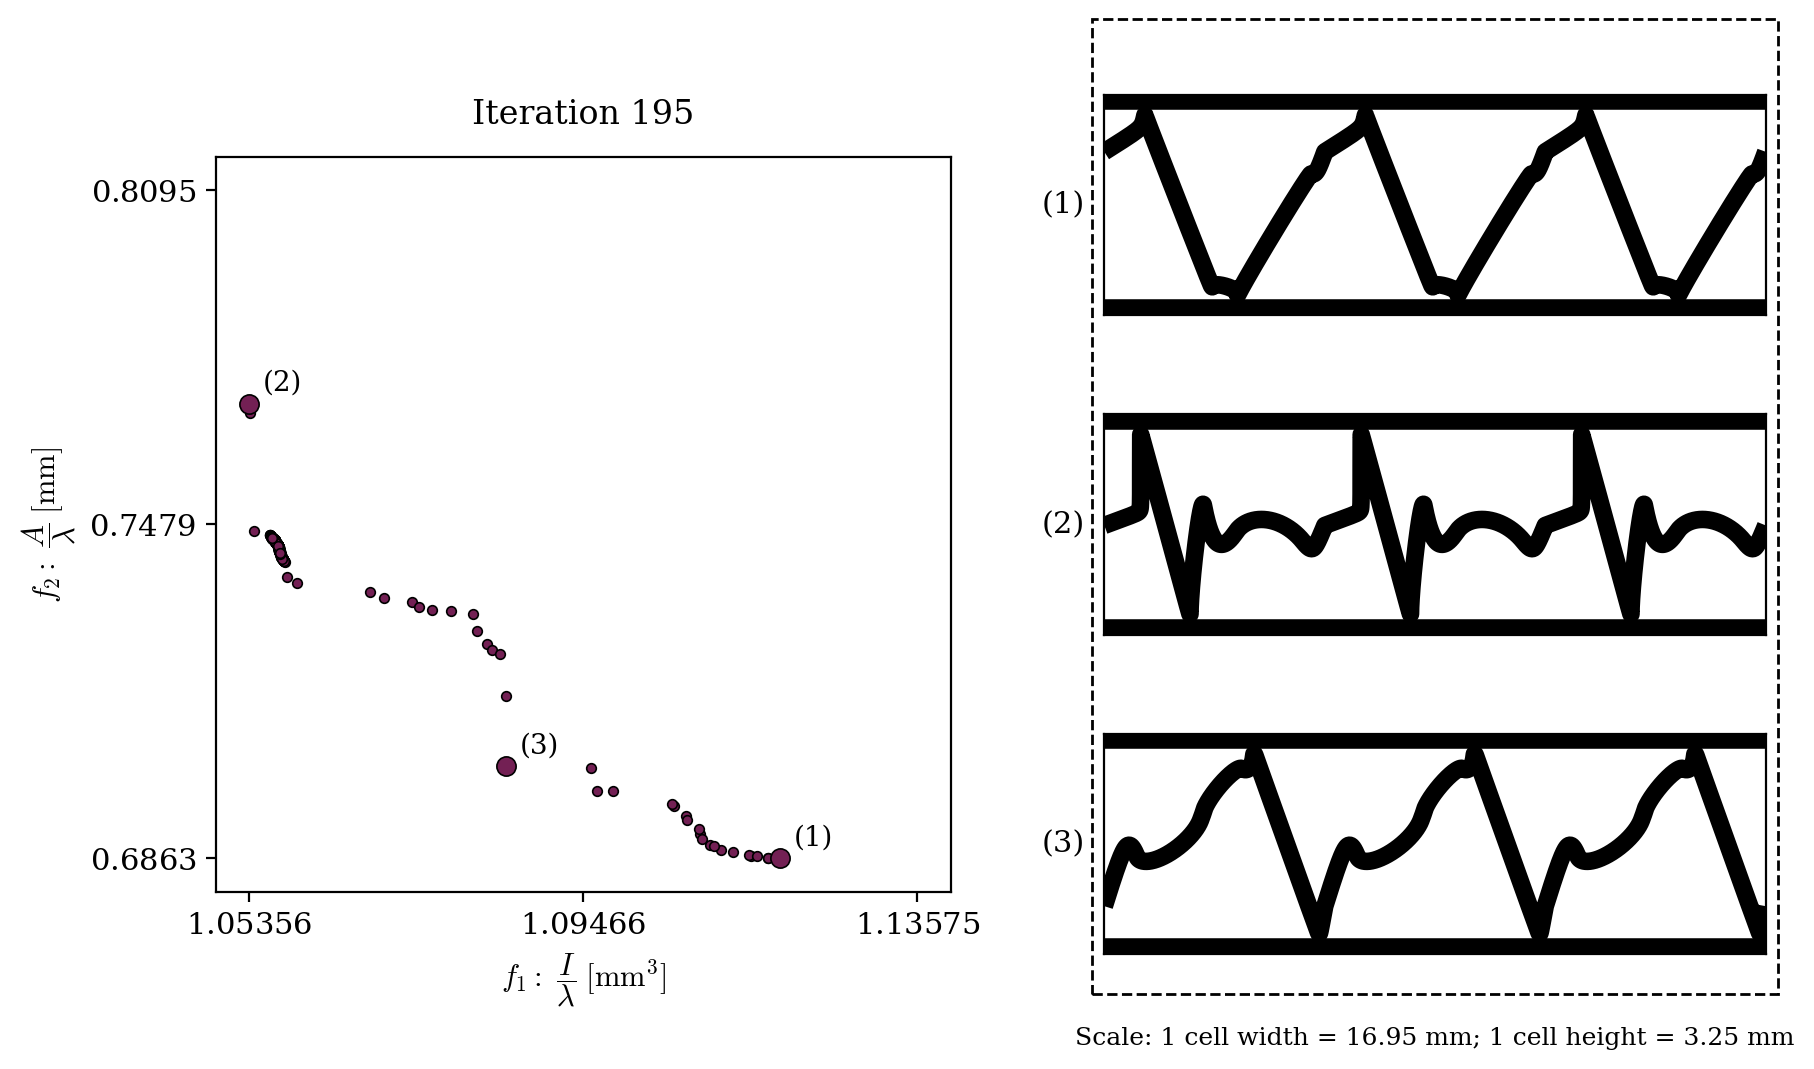 Iteration 195
0.8095
0.7479
0.6863
f₂ : A/λ [mm]
(2)
(3)
(1)
1.05356 1.09466 1.13575
f₁ : I/λ [mm³]
(1)
(2)
(3)
Scale: 1 cell width = 16.95 mm; 1 cell height = 3.25 mm